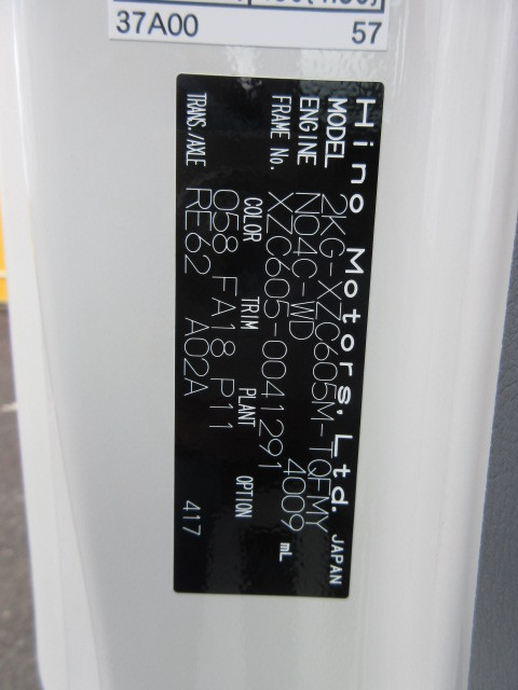 37A00 57
Hino Motors, Ltd. JAPAN
MODEL 2KG-XZC605M-TQFMY
ENGINE N04C-WD 4009 mL
FRAME No. XZC605-0041291
COLOR TRIM PLANT OPTION
058 FA18 P11
TRANS./AXLE RE62 A02A 417